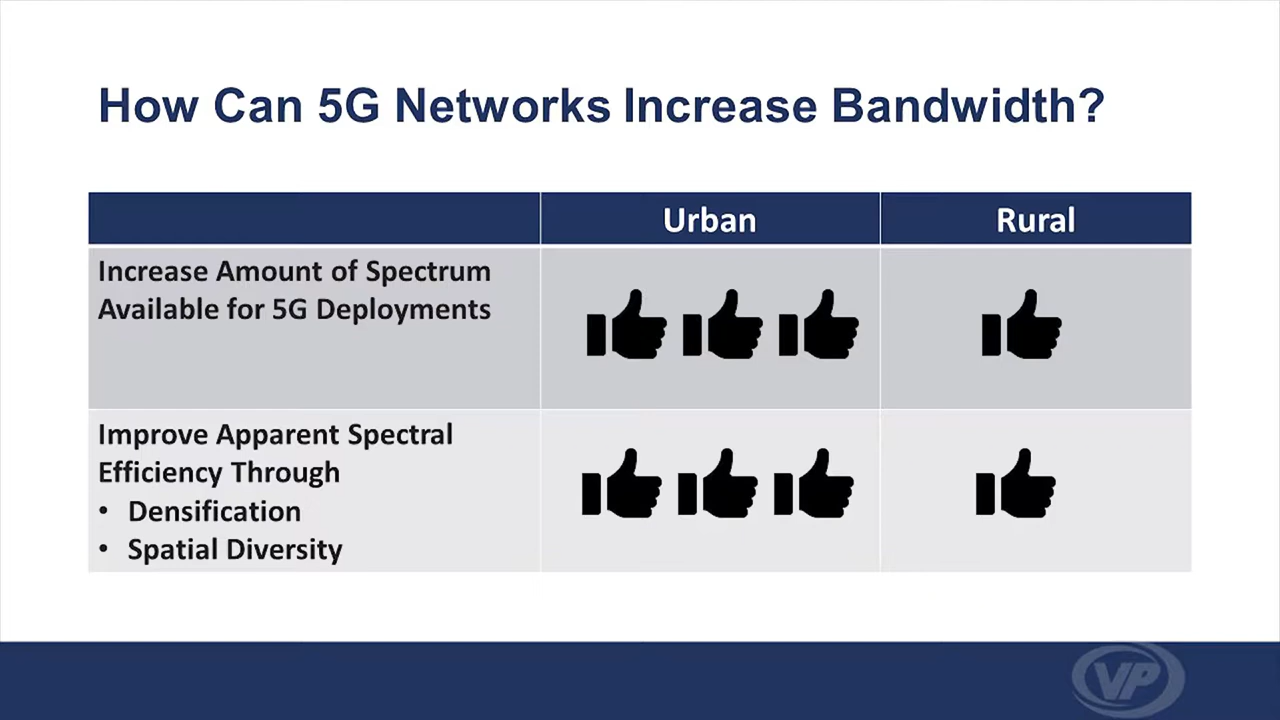 How Can 5G Networks Increase Bandwidth?
Urban
Rural
Increase Amount of Spectrum
Available for 5G Deployments
Improve Apparent Spectral
Efficiency Through
• Densification
• Spatial Diversity
VP